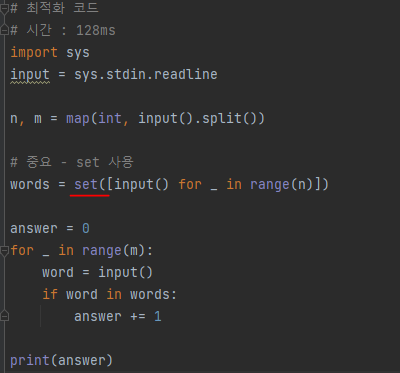 # 최적화 코드
# 시간 : 128ms
import sys
input = sys.stdin.readline
n, m = map(int, input().split())
# 중요 - set 사용
words = set([input() for _ in range(n)])
answer = 0
for _ in range(m):
    word = input()
    if word in words:
        answer += 1
print(answer)